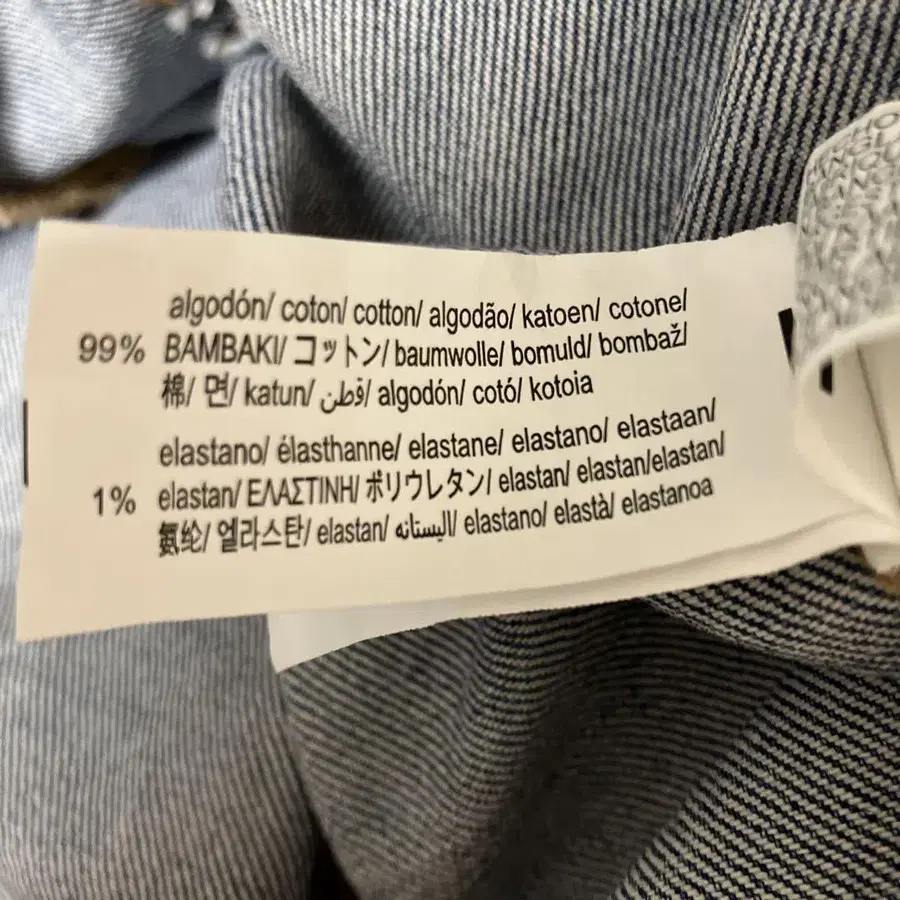 algodón/ coton/ cotton/ algodão/ katoen/ cotone/
99% BAMBAKI/ コットン/ baumwolle/ bomuld/ bombaž/
棉/ 면/ katun/ قطن/ algodón/ cotó/ kotoia
elastano/ élasthanne/ elastane/ elastano/ elastaan/
1% elastan/ ΕΛΑΣΤΙΝΗ/ ポリウレタン/ elastan/ elastan/elastan/
氨纶/ 엘라스탄/ elastan/ اليستانه/ elastano/ elastà/ elastanoa